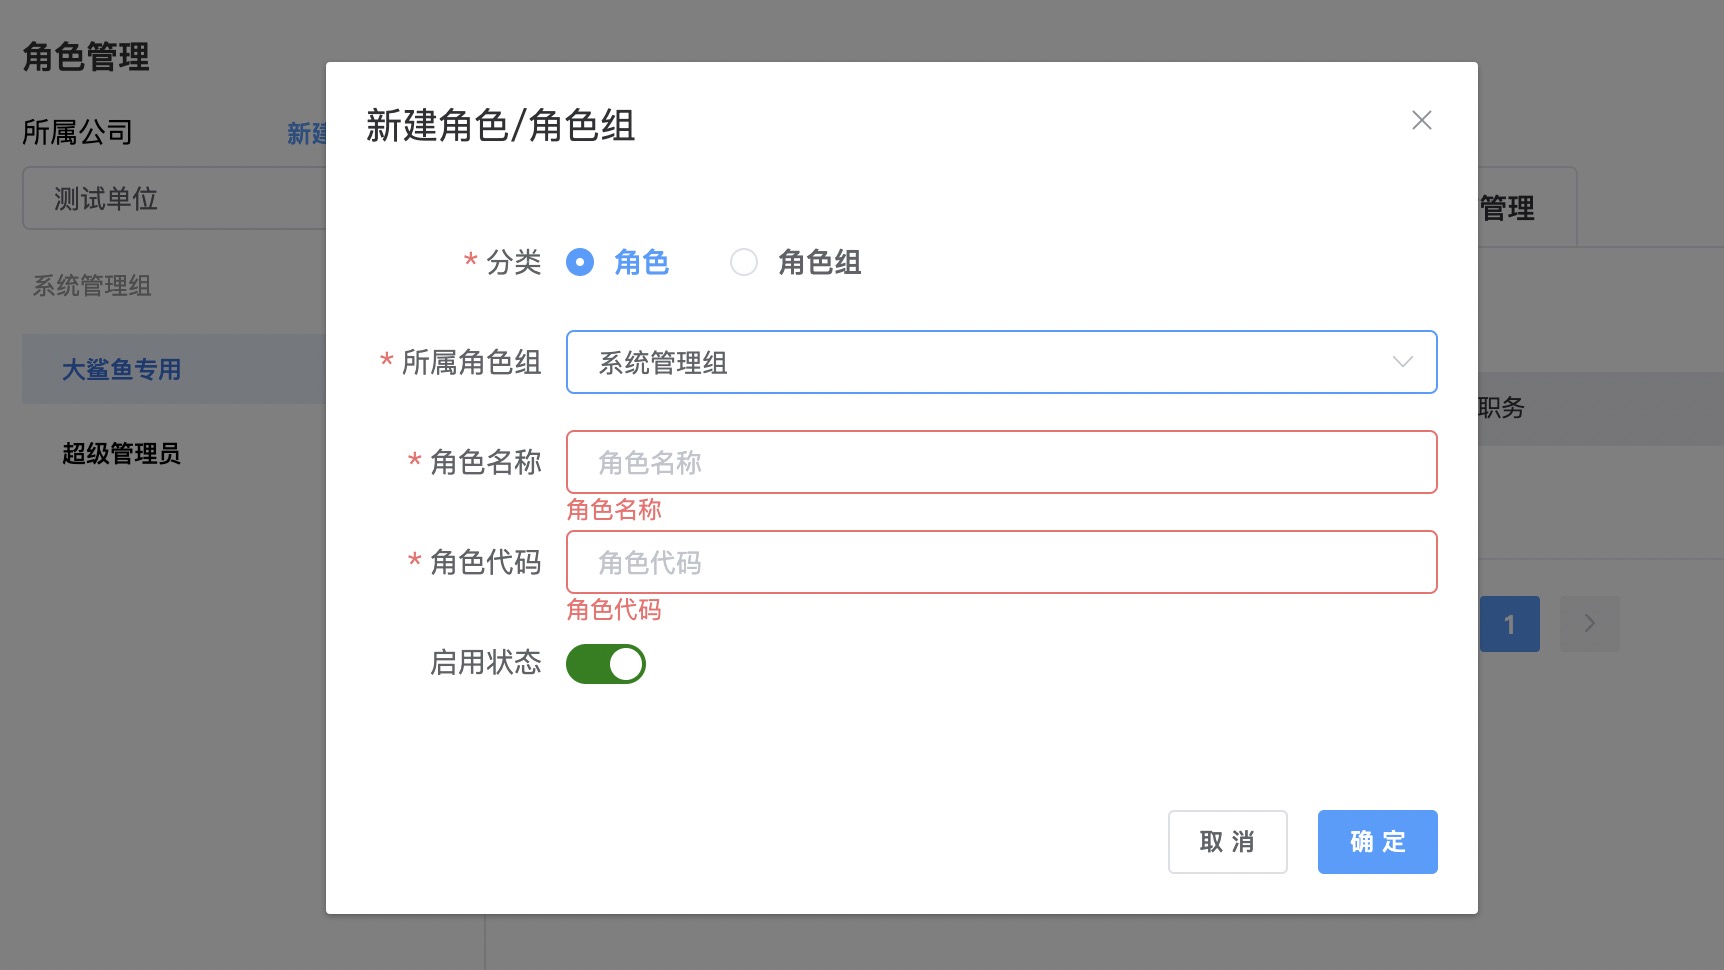 角色管理
所属公司 新建
测试单位
系统管理组
大鲨鱼专用
超级管理员
新建角色/角色组
* 分类 角色 角色组
* 所属角色组 系统管理组
* 角色名称 角色名称
角色名称
* 角色代码 角色代码
角色代码
启用状态
取 消 确 定
管理
职务
1